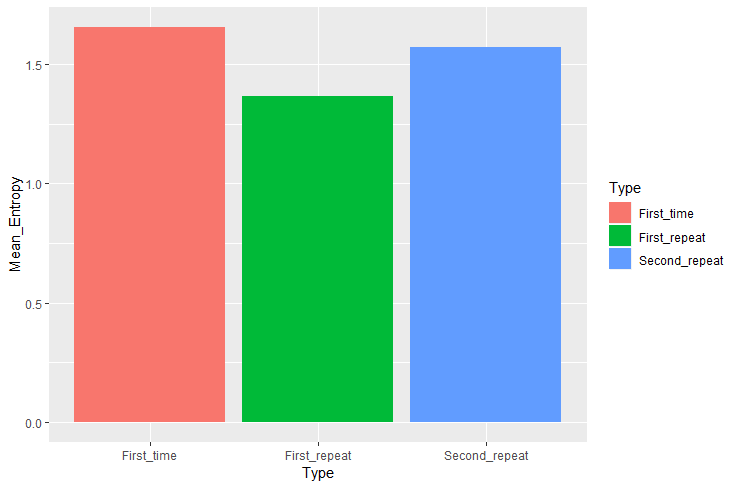 Mean_Entropy
1.5
1.0
0.5
0.0
First_time
First_repeat
Second_repeat
Type
Type
First_time
First_repeat
Second_repeat